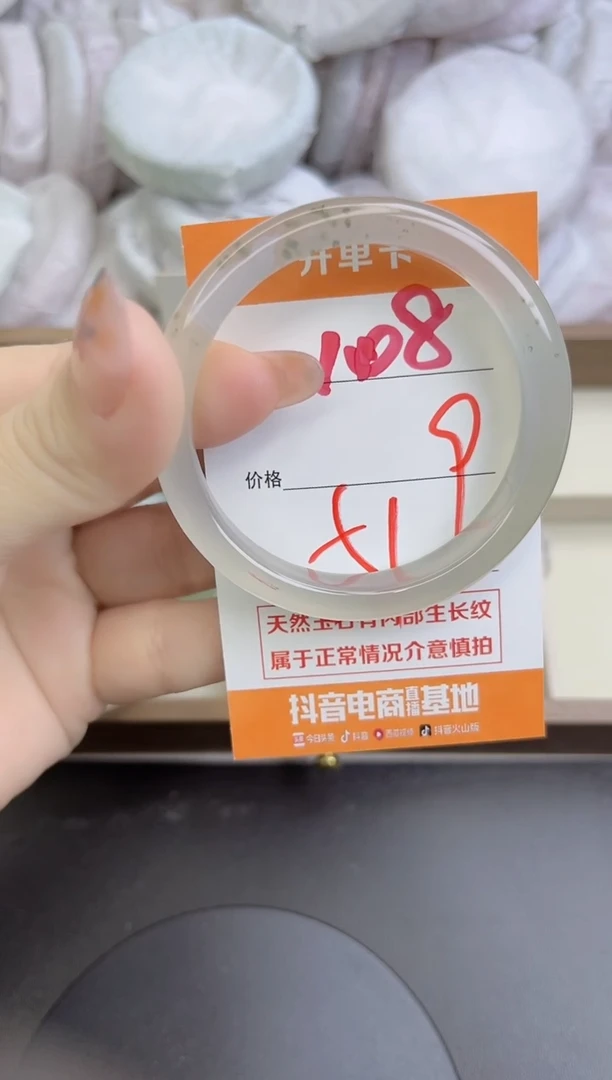 开单卡
108
价格
天然玉石有内部生长纹
属于正常情况介意慎拍
抖音电商直播基地
今日头条 抖音 西瓜视频 抖音火山版